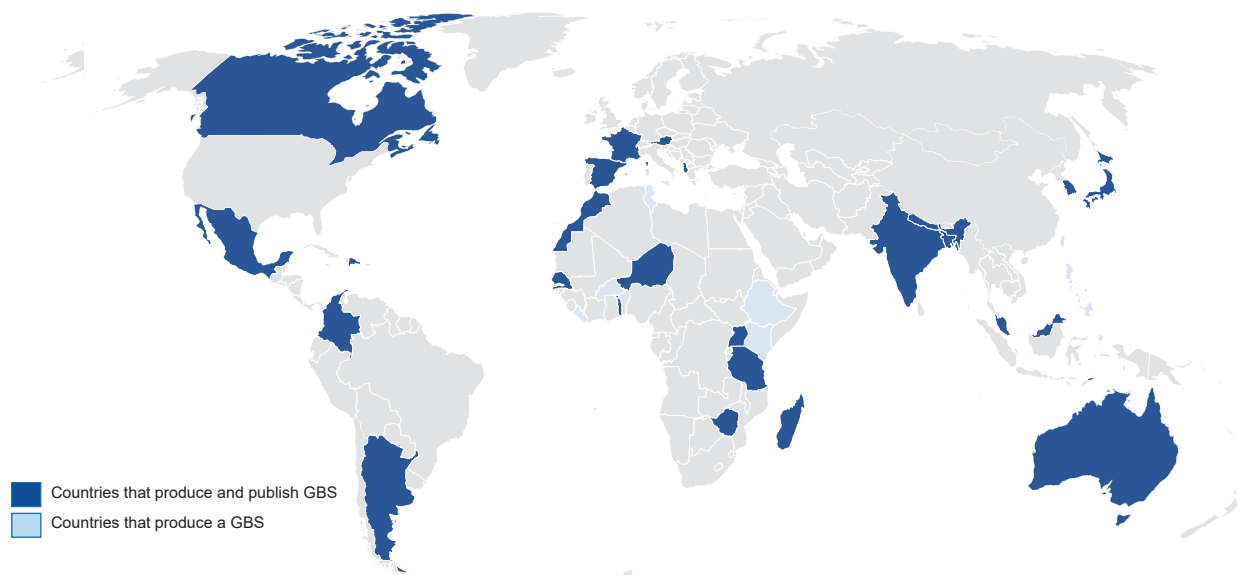 Countries that produce and publish GBS
Countries that produce a GBS